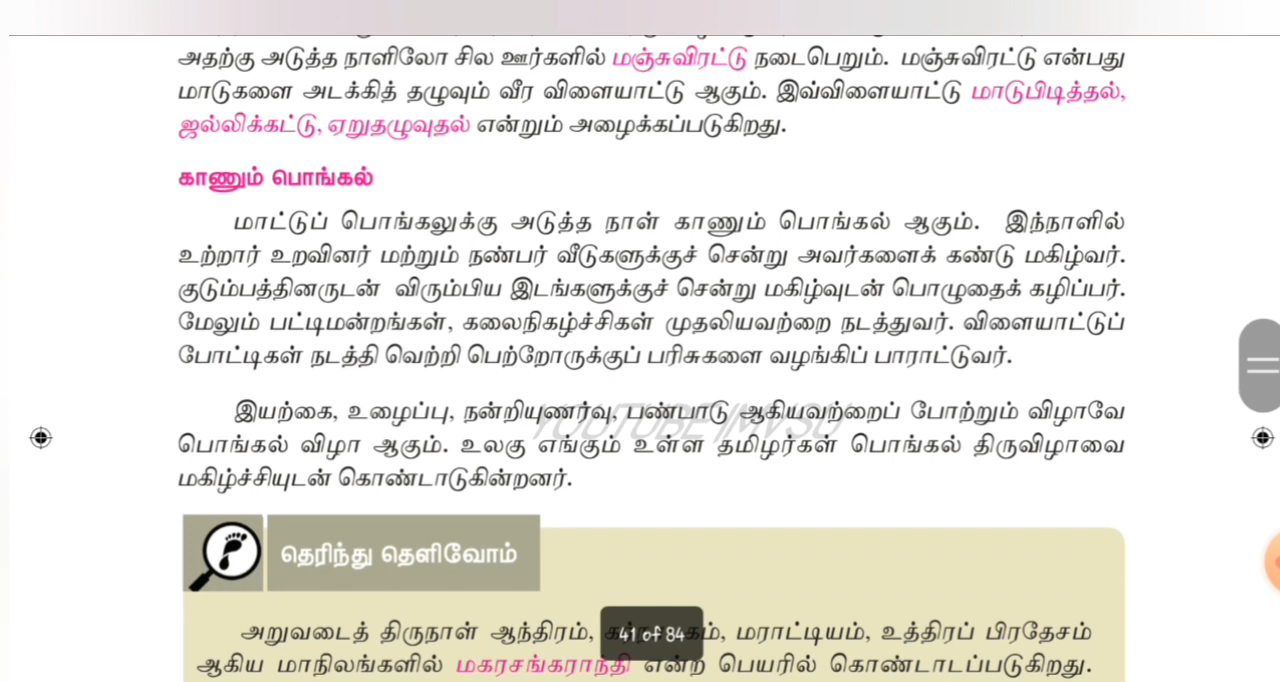 அதற்கு அடுத்த நாளிலோ சில ஊர்களில் மஞ்சுவிரட்டு நடைபெறும். மஞ்சுவிரட்டு என்பது
மாடுகளை அடக்கித் தழுவும் வீர விளையாட்டு ஆகும். இவ்விளையாட்டு மாடுபிடித்தல்,
ஜல்லிக்கட்டு, ஏறுதழுவுதல் என்றும் அழைக்கப்படுகிறது.
காணும் பொங்கல்
மாட்டுப் பொங்கலுக்கு அடுத்த நாள் காணும் பொங்கல் ஆகும். இந்நாளில்
உற்றார் உறவினர் மற்றும் நண்பர் வீடுகளுக்குச் சென்று அவர்களைக் கண்டு மகிழ்வர்.
குடும்பத்தினருடன் விரும்பிய இடங்களுக்குச் சென்று மகிழ்வுடன் பொழுதைக் கழிப்பர்.
மேலும் பட்டிமன்றங்கள், கலைநிகழ்ச்சிகள் முதலியவற்றை நடத்துவர். விளையாட்டுப்
போட்டிகள் நடத்தி வெற்றி பெற்றோருக்குப் பரிசுகளை வழங்கிப் பாராட்டுவர்.
இயற்கை, உழைப்பு, நன்றியுணர்வு, பண்பாடு ஆகியவற்றைப் போற்றும் விழாவே
பொங்கல் விழா ஆகும். உலகு எங்கும் உள்ள தமிழர்கள் பொங்கல் திருவிழாவை
மகிழ்ச்சியுடன் கொண்டாடுகின்றனர்.
தெரிந்து தெளிவோம்
அறுவடைத் திருநாள் ஆந்திரம், மராட்டியம், உத்திரப் பிரதேசம்
41 of 84
ஆகிய மாநிலங்களில் மகரசங்கராந்தி என்ற பெயரில் கொண்டாடப்படுகிறது.